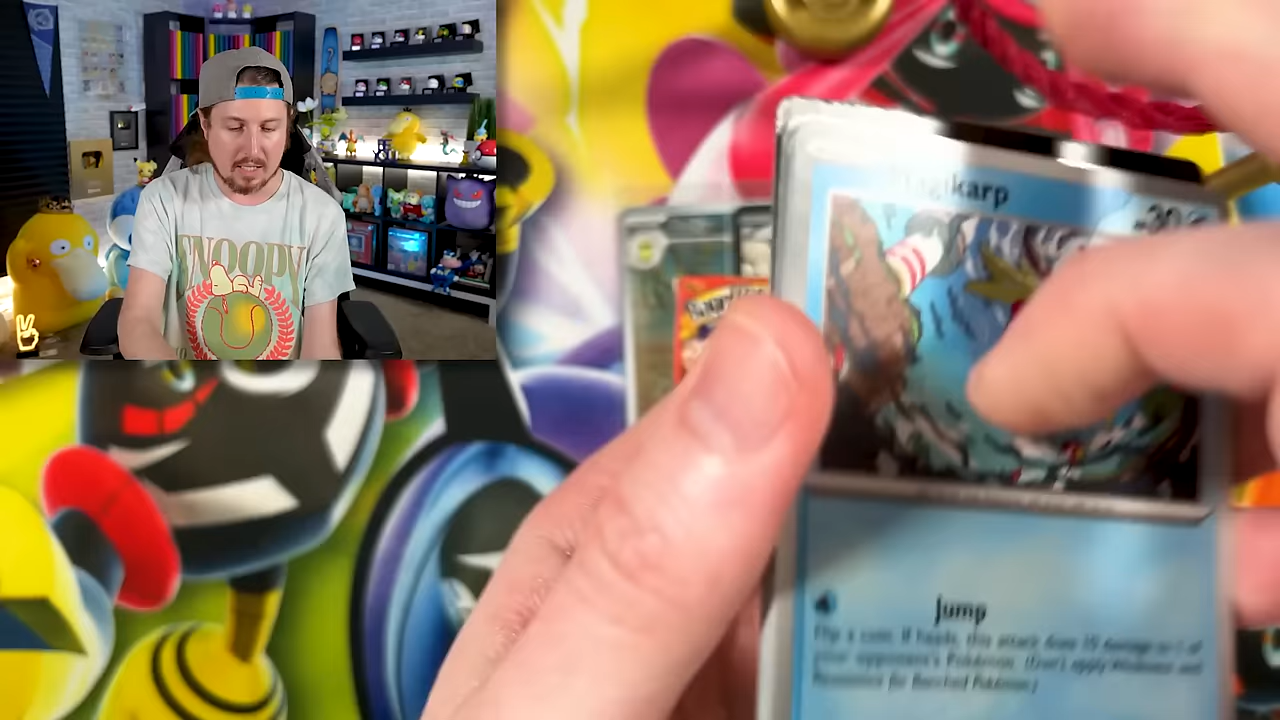 SNOOPY
-30
Jump
Flip a coin. If heads, this attack does 10 damage to 1 of
your opponent's Pokémon. (Don't apply Weakness and
Resistance for Benched Pokémon.)